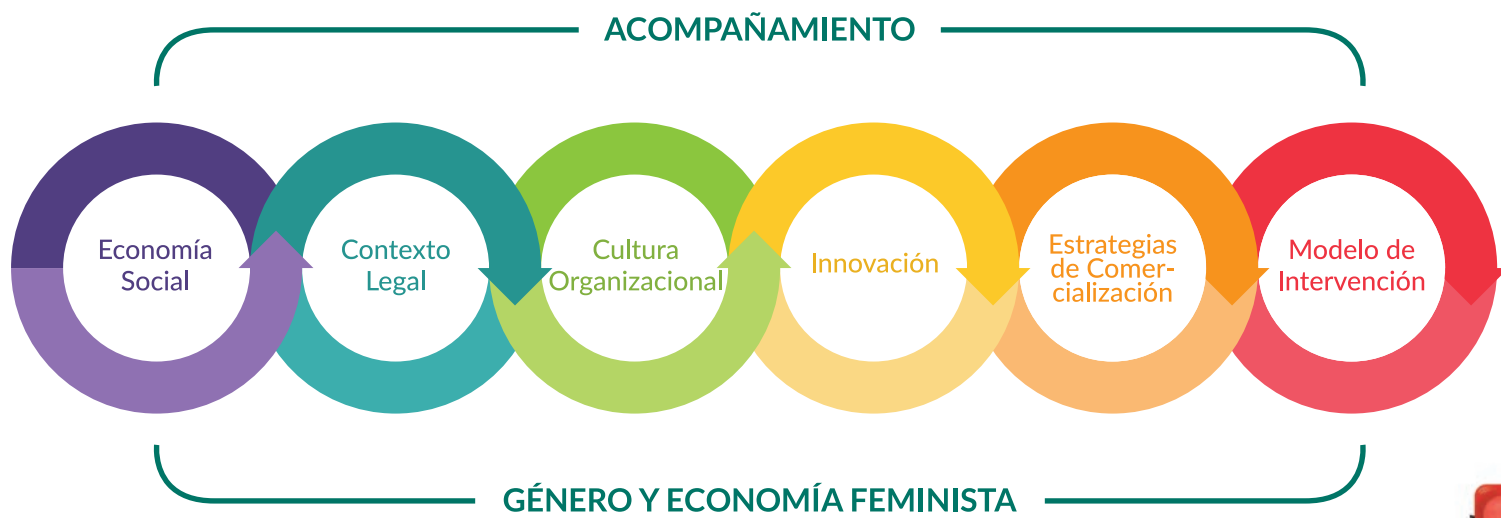 ACOMPAÑAMIENTO
Economía
Social
Contexto
Legal
Cultura
Organizacional
Innovación
Estrategias
de Comer-
cialización
Modelo de
Intervención
GÉNERO Y ECONOMÍA FEMINISTA